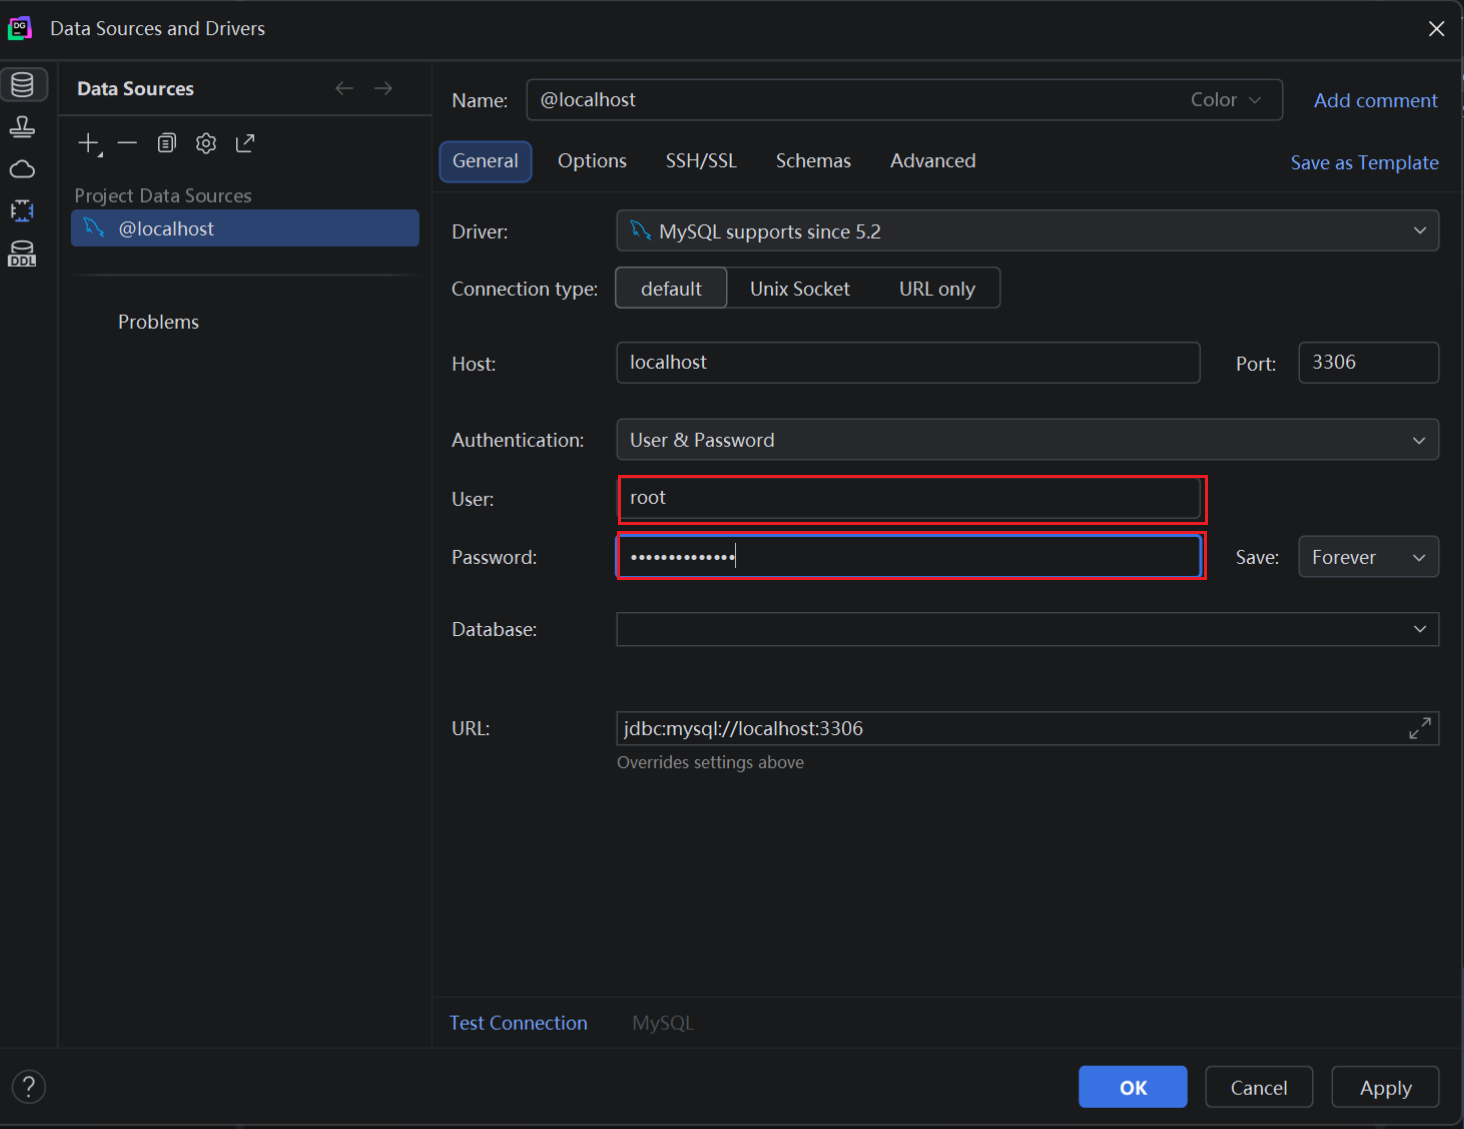 DG
Data Sources and Drivers
Data Sources
Name: @localhost Color Add comment
General Options SSH/SSL Schemas Advanced Save as Template
Project Data Sources
@localhost
Problems
DDL
Driver: MySQL supports since 5.2
Connection type: default Unix Socket URL only
Host: localhost Port: 3306
Authentication: User & Password
User: root
Password: •••••••••••••• Save: Forever
Database:
URL: jdbc:mysql://localhost:3306
Overrides settings above
Test Connection MySQL
? OK Cancel Apply